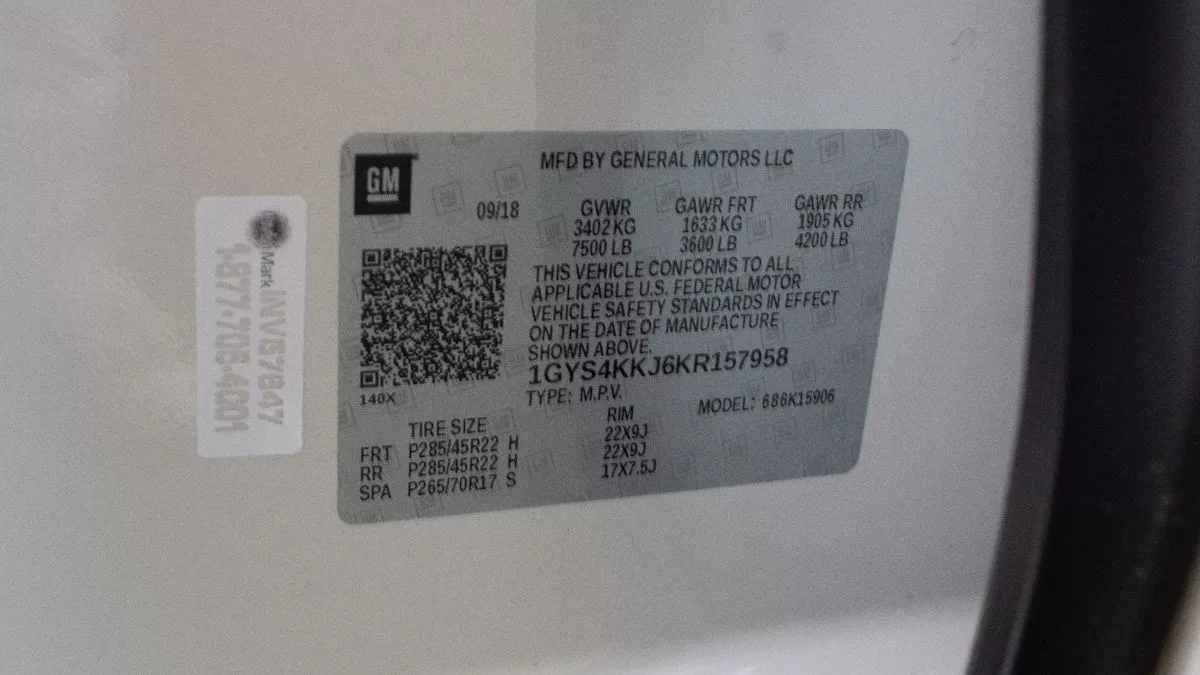 GM
MFD BY GENERAL MOTORS LLC
09/18 GVWR GAWR FRT GAWR RR
3402 KG 1633 KG 1905 KG
7500 LB 3600 LB 4200 LB
THIS VEHICLE CONFORMS TO ALL
APPLICABLE U.S. FEDERAL MOTOR
VEHICLE SAFETY STANDARDS IN EFFECT
ON THE DATE OF MANUFACTURE
SHOWN ABOVE.
1GYS4KKJ6KR157958
140X
TYPE: M.P.V. MODEL: 686K15906
TIRE SIZE RIM
FRT P285/45R22 H 22X9J
RR P285/45R22 H 22X9J
SPA P265/70R17 S 17X7.5J
Mark
1-877-706-4001